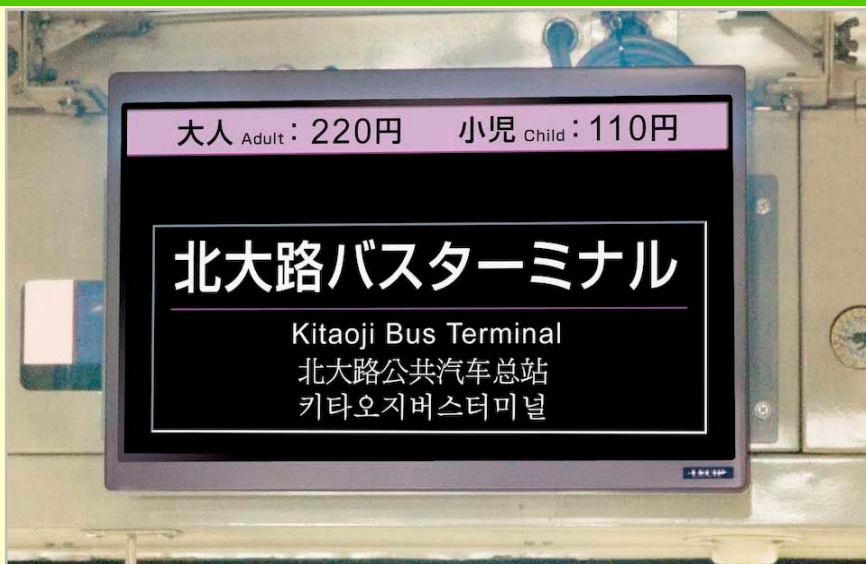 大人 Adult：220円 小児 Child：110円
北大路バスターミナル
Kitaoji Bus Terminal
北大路公共汽车总站
키타오지버스터미널
LECIP